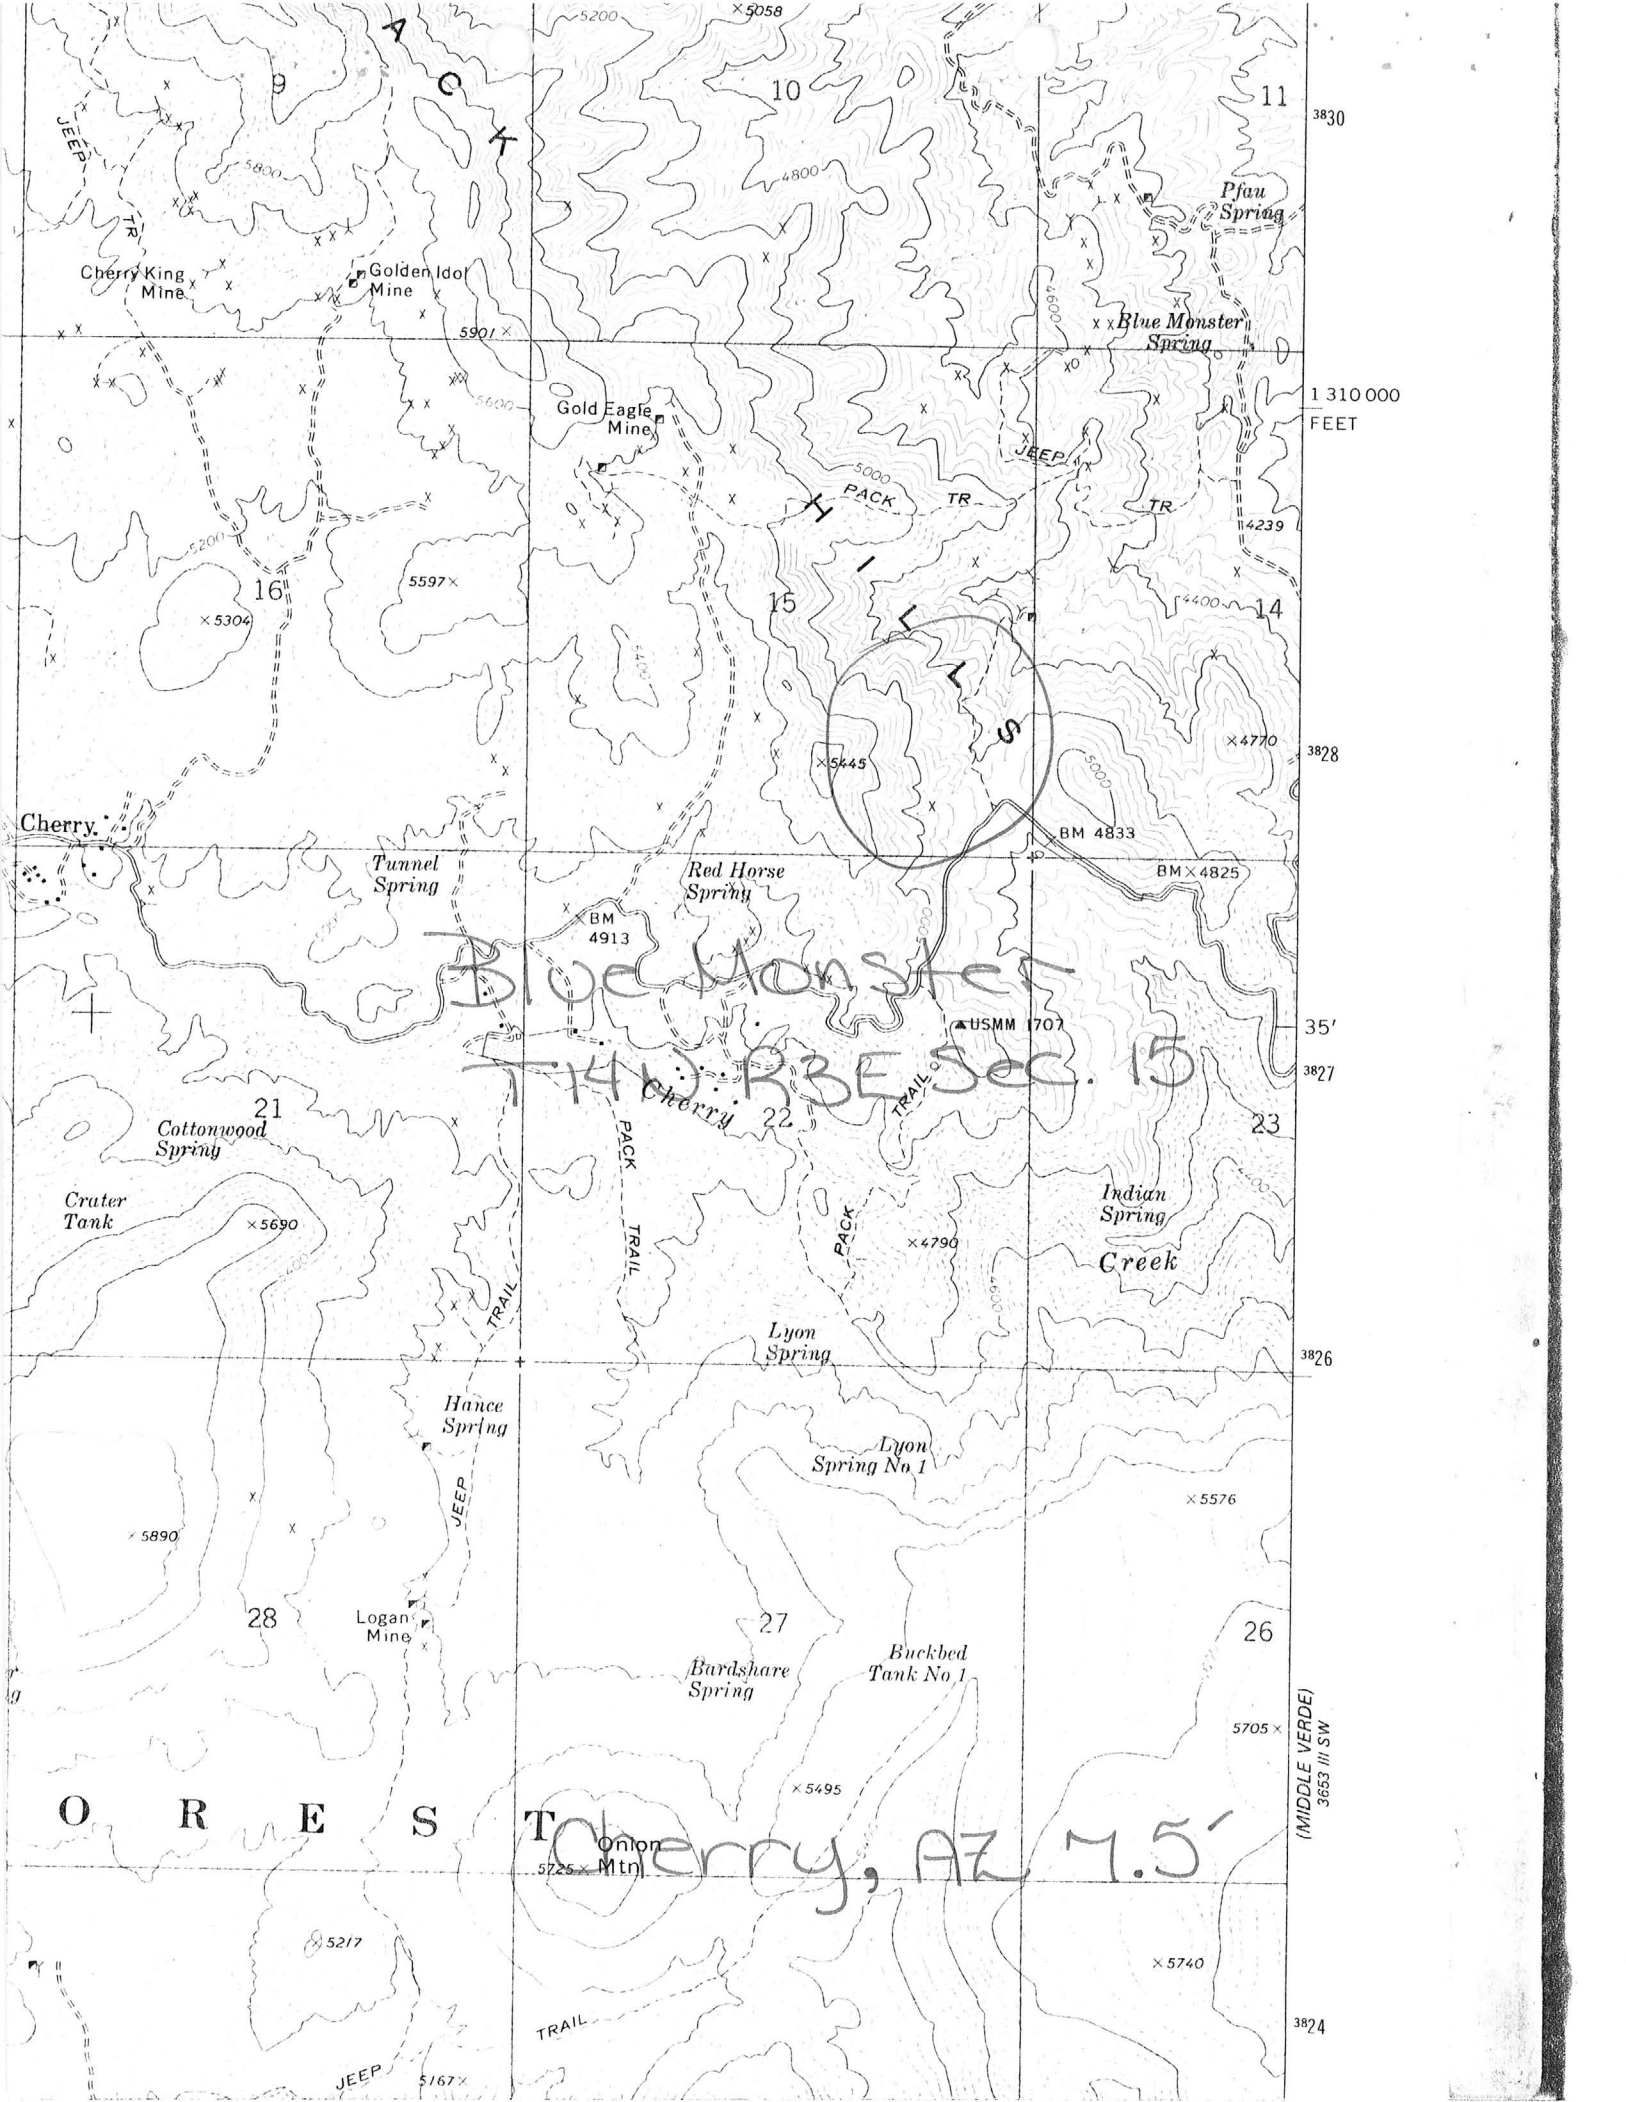 5200
×5058
A
C
K
9
10
11
3830
JEEP
TR
5800
4800
Pfau
Spring
Cherry King
Mine
Golden Idol
Mine
4600
5901 ×
Blue Monster
Spring
5600
Gold Eagle
Mine
1 310 000
FEET
JEEP
5000
PACK
TR
TR
H
4239
5200
I
16
5597×
15
4400
14
×5304
L
5400
L
S
×4770
3828
×5445
5000
Cherry
BM 4833
Tunnel
Spring
Red Horse
Spring
BM×4825
BM
4913
5000
Blue Monster
USMM 1707
35'
T14N R3E Sec. 15
3827
Cherry
TRAIL
21
22
23
Cottonwood
Spring
PACK
Crater
Tank
Indian
Spring
×5690
TRAIL
PACK
×4790
Creek
4600
TRAIL
Lyon
Spring
3826
Hance
Spring
Lyon
Spring No 1
JEEP
×5576
×5890
28
Logan
Mine
27
26
Bardshare
Spring
Buckbed
Tank No 1
g
5705 ×
(MIDDLE VERDE)
3653 III SW
×5495
O R E S T
Onion
Mtn
5725×
Cherry, AZ 7.5'
×5217
×5740
TRAIL
3824
JEEP
5167×